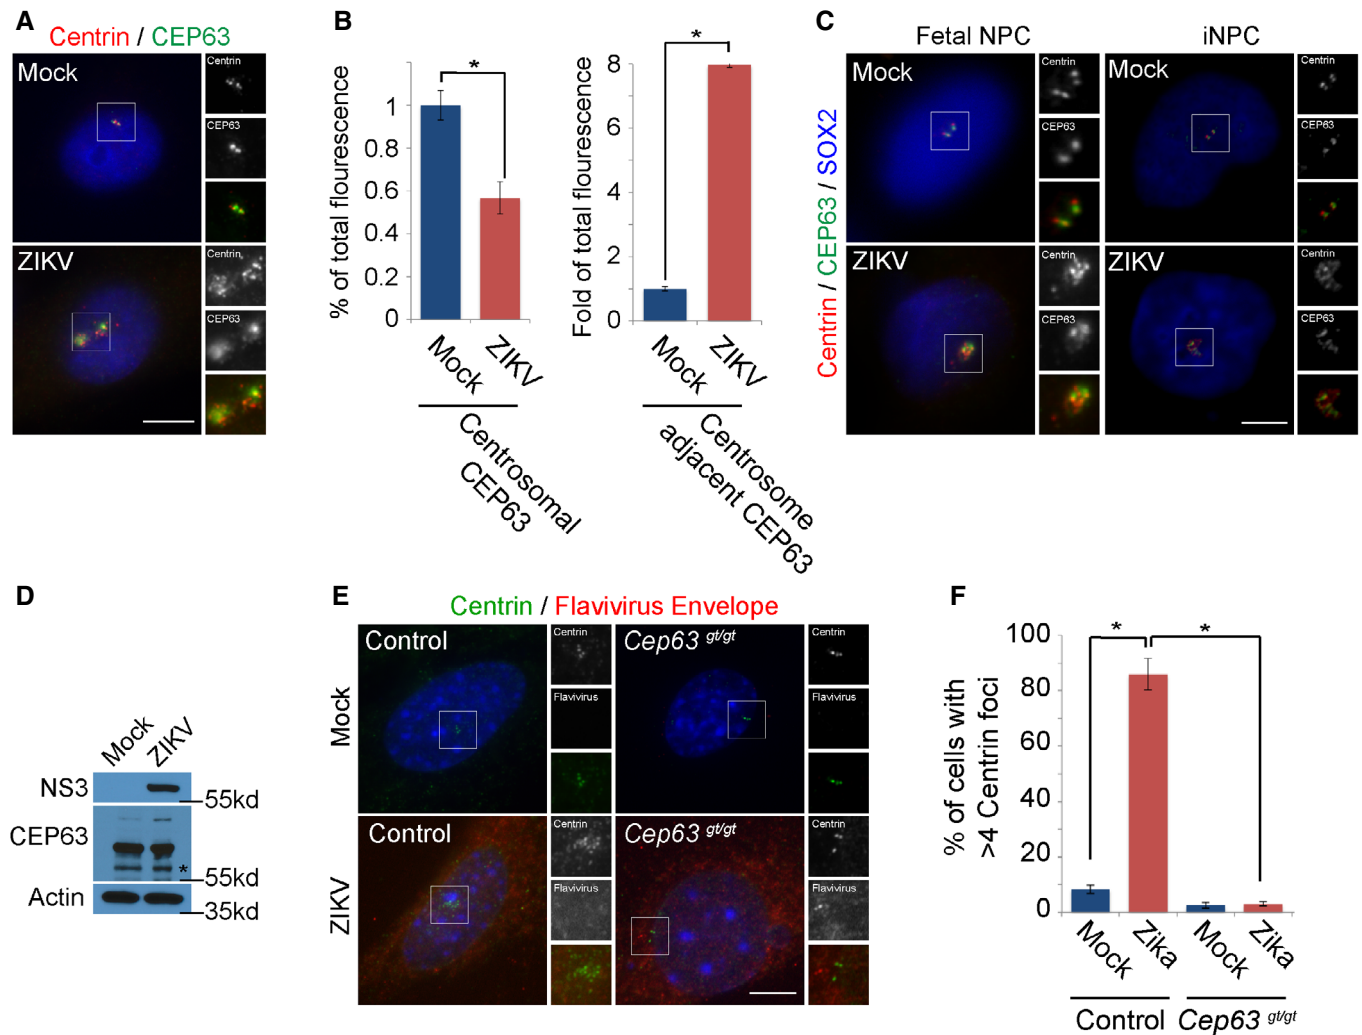 A
Centrin / CEP63
Mock
Centrin
CEP63
ZIKV
Centrin
CEP63
B
% of total flourescence
1
0.8
0.6
0.4
0.2
0
*
Mock
ZIKV
Centrosomal
CEP63
Fold of total flourescence
8
6
4
2
0
*
Mock
ZIKV
Centrosome
adjacent CEP63
C
Fetal NPC
iNPC
Centrin / CEP63 / SOX2
Mock
Centrin
CEP63
Mock
Centrin
CEP63
ZIKV
Centrin
CEP63
ZIKV
Centrin
CEP63
D
Mock
ZIKV
NS3
55kd
CEP63
*
55kd
Actin
35kd
E
Centrin / Flavivirus Envelope
Mock
Control
Centrin
Flavivirus
Cep63 gt/gt
Centrin
Flavivirus
ZIKV
Control
Centrin
Flavivirus
Cep63 gt/gt
Centrin
Flavivirus
F
% of cells with
>4 Centrin foci
100
80
60
40
20
0
*
*
Mock
Zika
Mock
Zika
Control
Cep63 gt/gt